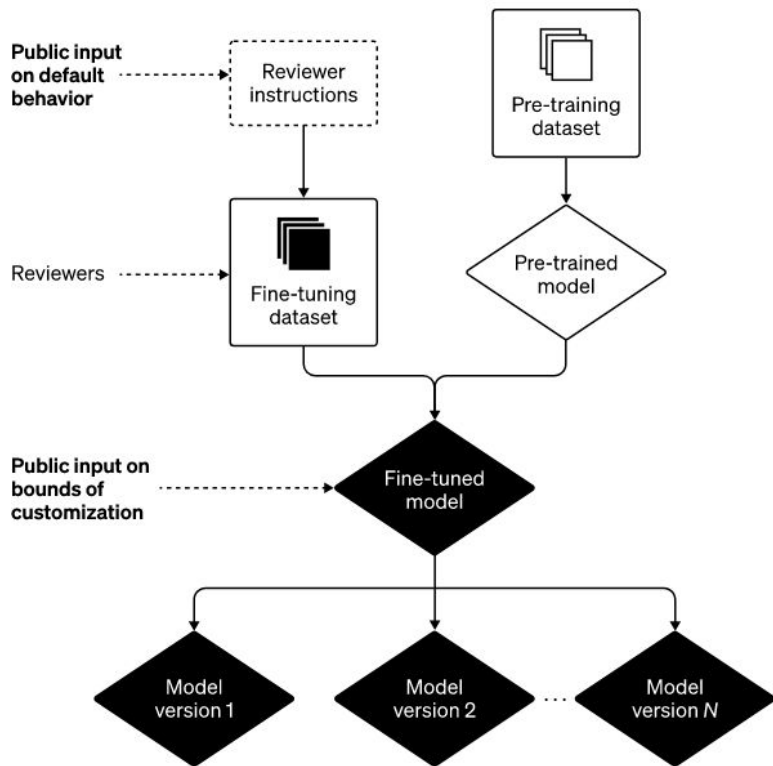 Public input
on default
behavior
Reviewer
instructions
Pre-training
dataset
Reviewers
Fine-tuning
dataset
Pre-trained
model
Public input on
bounds of
customization
Fine-tuned
model
Model
version 1
Model
version 2
...
Model
version N